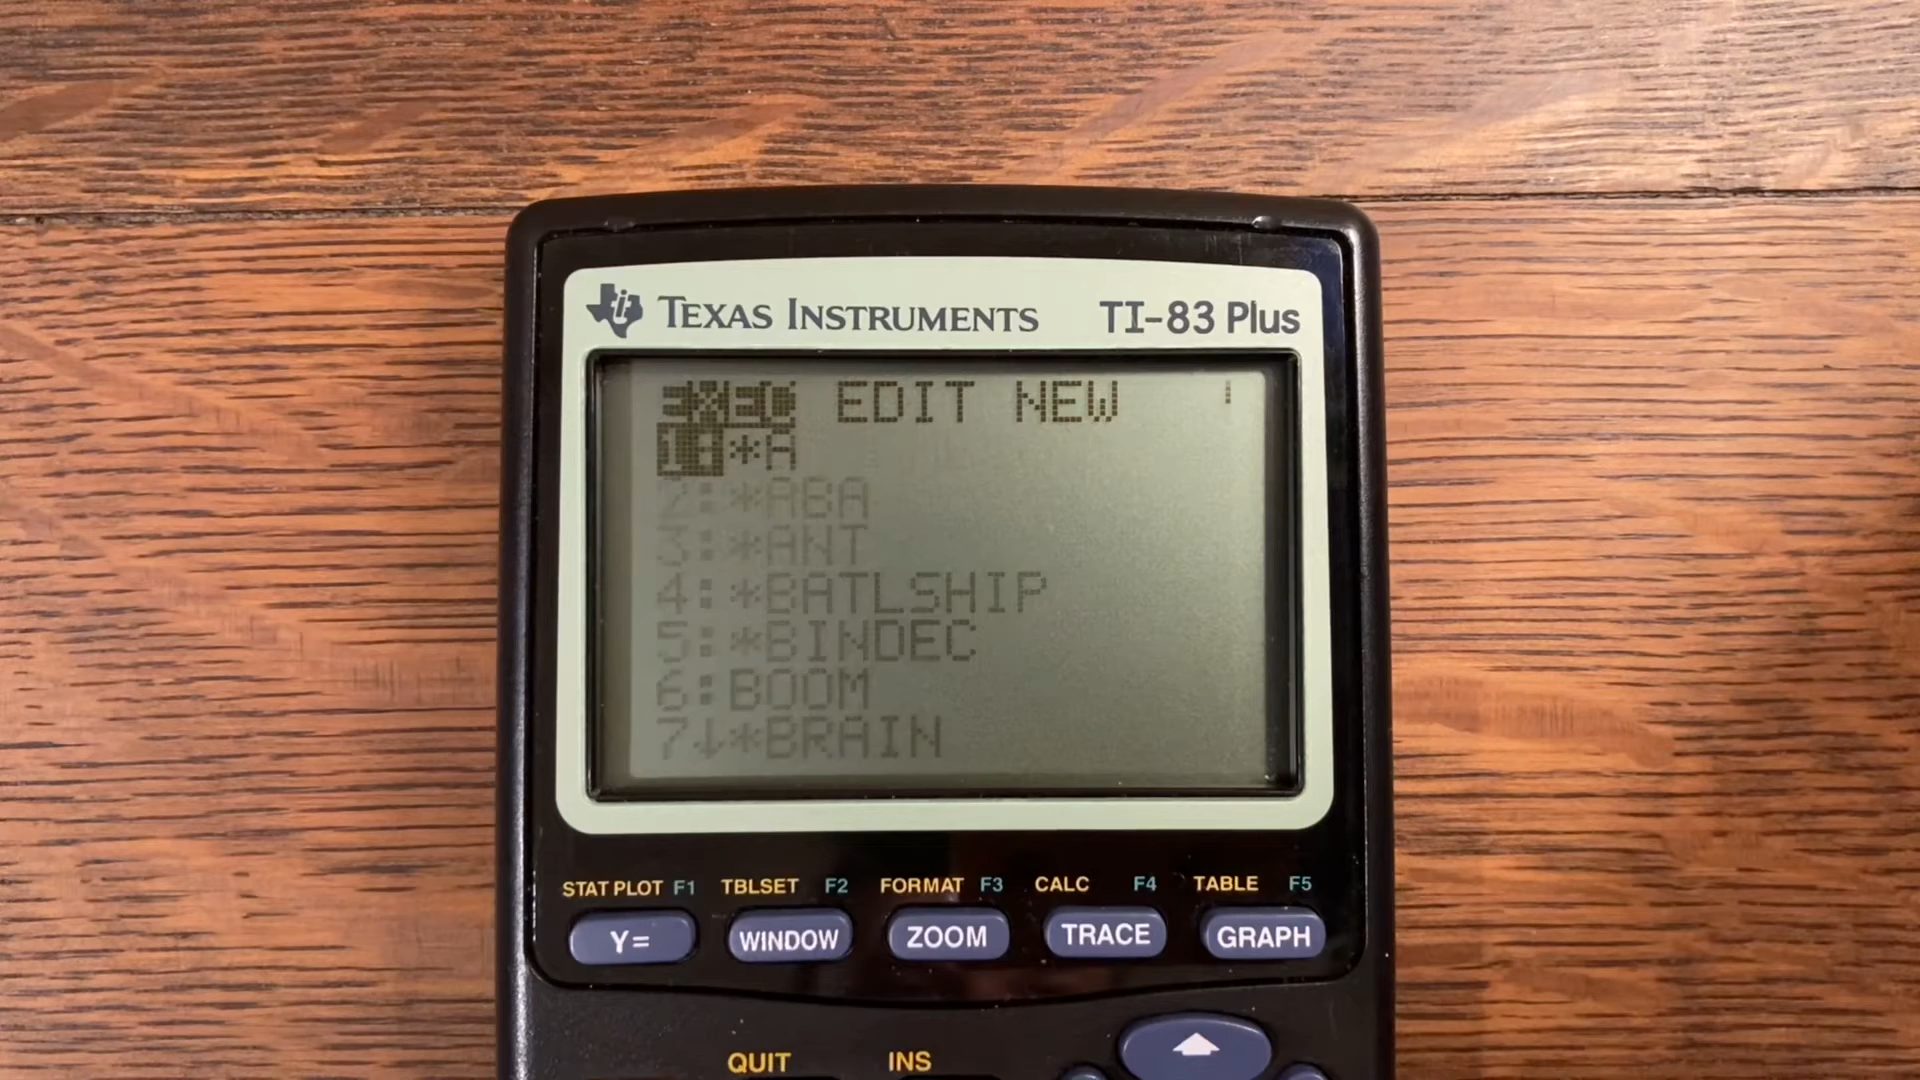 TEXAS INSTRUMENTS TI-83 Plus
EXEC EDIT NEW
1:*A
2:*ABA
3:*ANT
4:*BATLSHIP
5:*BINDEC
6:BOOM
7↓*BRAIN
STAT PLOT F1 TBLSET F2 FORMAT F3 CALC F4 TABLE F5
Y= WINDOW ZOOM TRACE GRAPH
QUIT INS